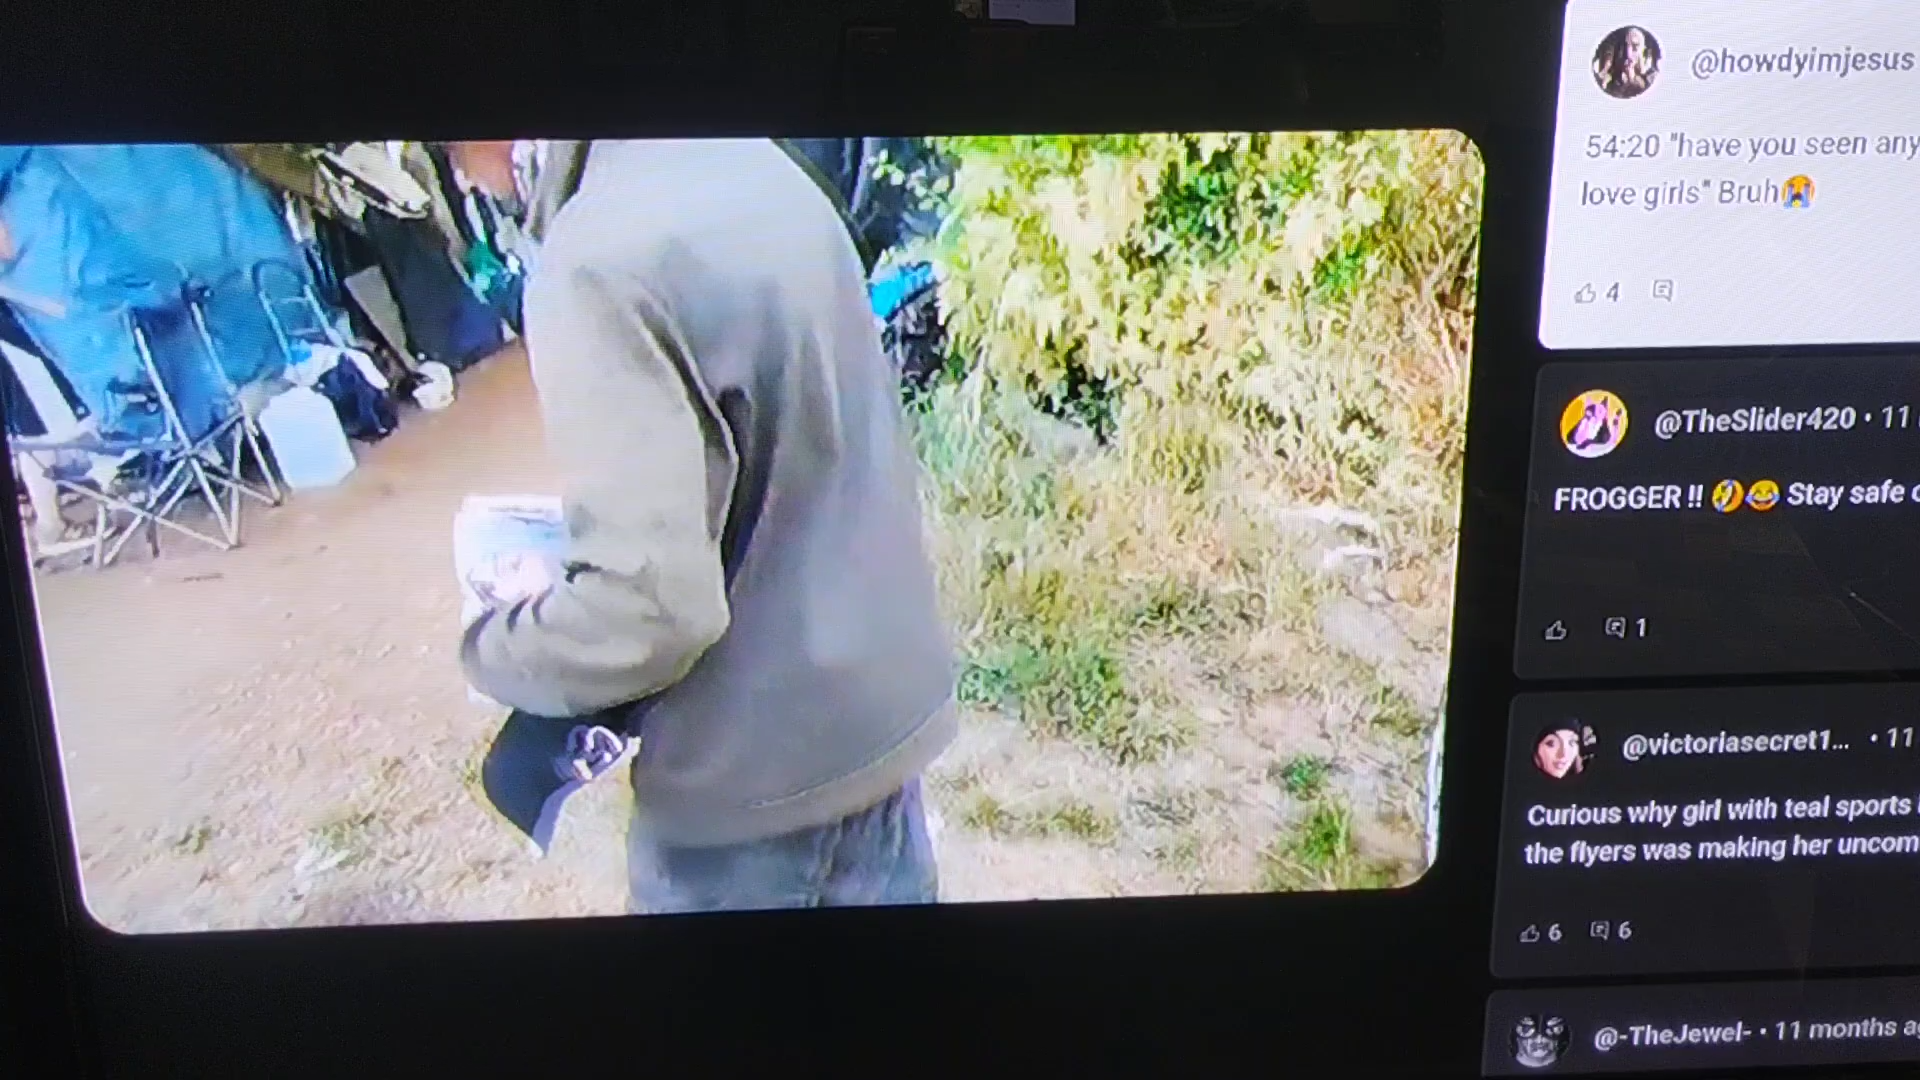 @howdyimjesus
54:20 "have you seen any
love girls" Bruh😭
4
@TheSlider420 • 11
FROGGER !! 🤣😂 Stay safe
1
@victoriasecret1... • 11
Curious why girl with teal sports
the flyers was making her uncom
6 6
@-TheJewel- • 11 months a